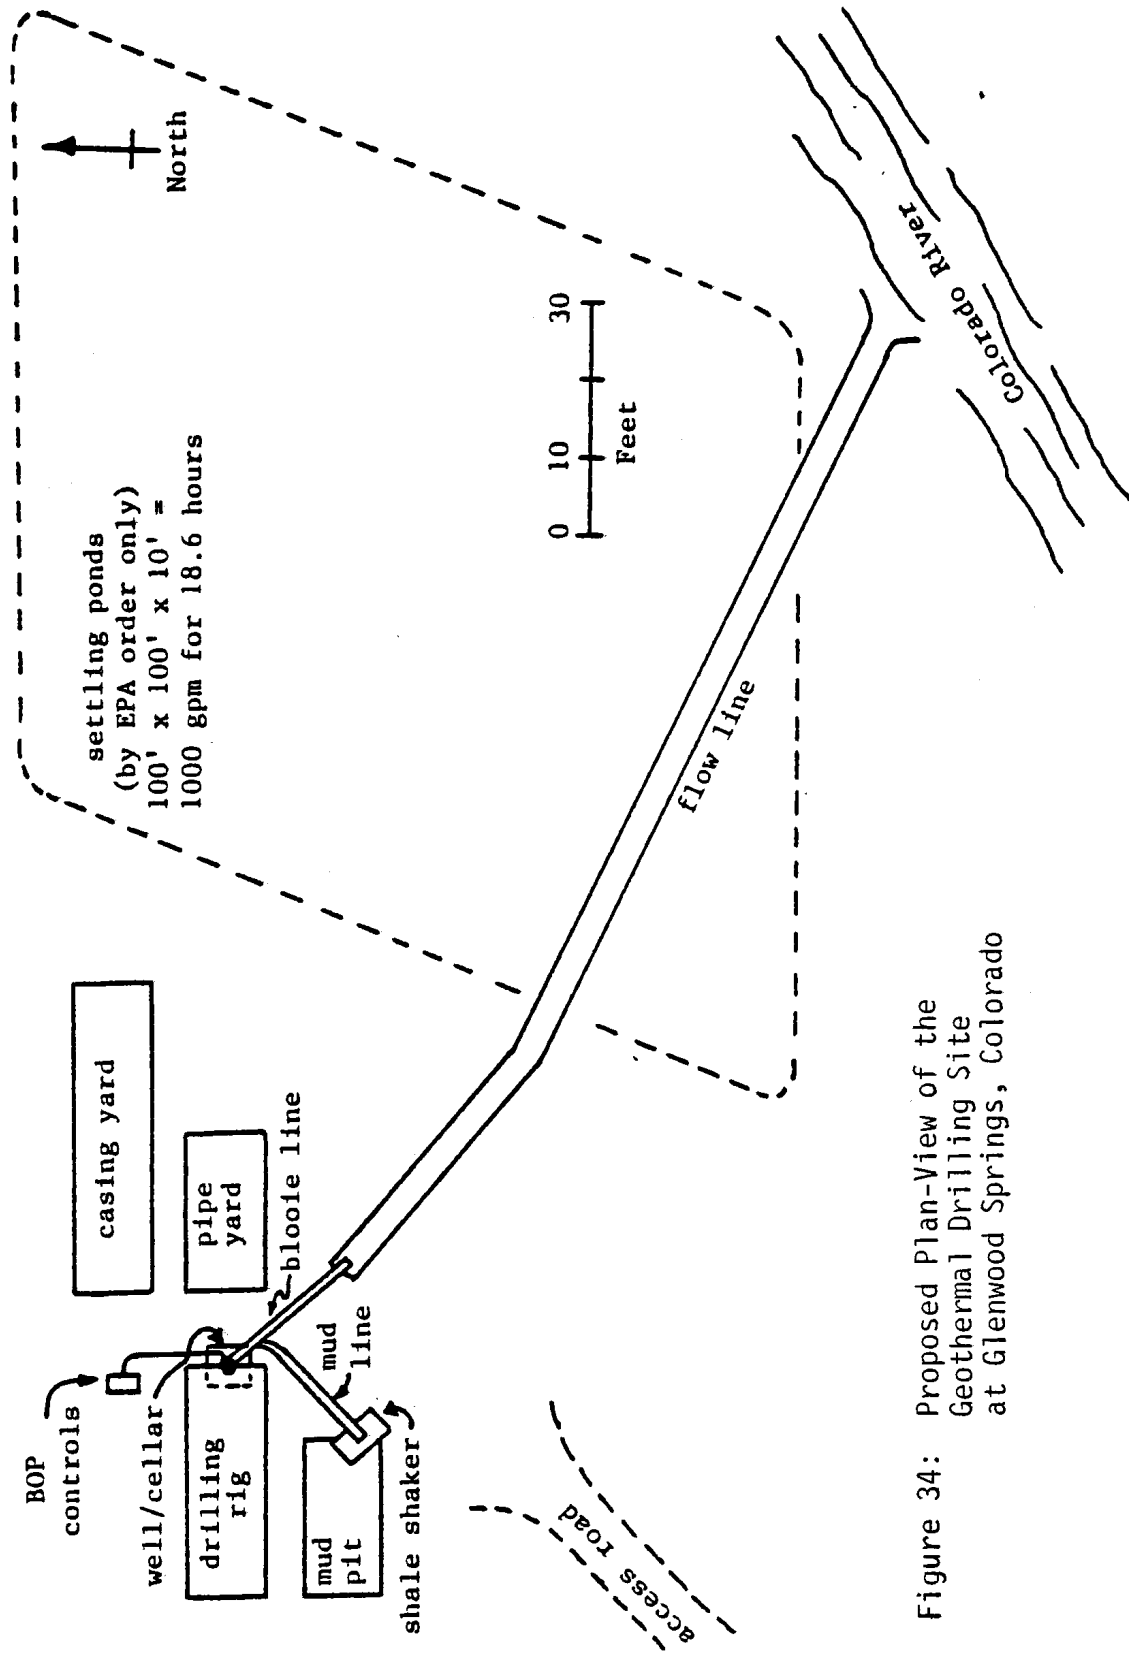 BOP
controls
well/cellar
drilling
rig
mud
pit
shale shaker
mud
line
blooie line
pipe
yard
casing yard
settling ponds
(by EPA order only)
100' x 100' x 10' =
1000 gpm for 18.6 hours
North
0 10 30
Feet
flow line
Colorado River
access road
Figure 34: Proposed Plan-View of the
Geothermal Drilling Site
at Glenwood Springs, Colorado